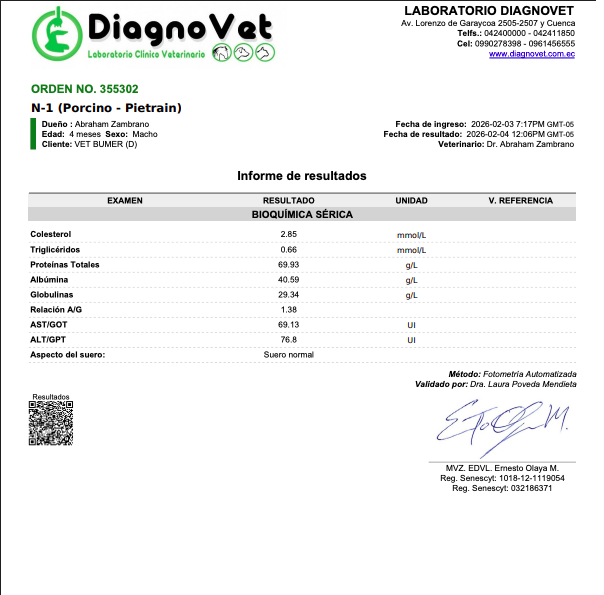 DiagnoVet
Laboratorio Clínico Veterinario
LABORATORIO DIAGNOVET
Av. Lorenzo de Garaycoa 2505-2507 y Cuenca
Telfs.: 042400000 - 042411850
Cel: 0990278398 - 0961456555
www.diagnovet.com.ec
ORDEN NO. 355302
N-1 (Porcino - Pietrain)
Dueño : Abraham Zambrano
Edad: 4 meses Sexo: Macho
Cliente: VET BUMER (D)
Fecha de ingreso: 2026-02-03 7:17PM GMT-05
Fecha de resultado: 2026-02-04 12:06PM GMT-05
Veterinario: Dr. Abraham Zambrano
Informe de resultados
EXAMEN RESULTADO UNIDAD V. REFERENCIA
BIOQUÍMICA SÉRICA
Colesterol 2.85 mmol/L
Triglicéridos 0.66 mmol/L
Proteínas Totales 69.93 g/L
Albúmina 40.59 g/L
Globulinas 29.34 g/L
Relación A/G 1.38
AST/GOT 69.13 UI
ALT/GPT 76.8 UI
Aspecto del suero: Suero normal
Método: Fotometría Automatizada
Validado por: Dra. Laura Poveda Mendieta
Resultados
MVZ. EDVL. Ernesto Olaya M.
Reg. Senescyt: 1018-12-1119054
Reg. Senescyt: 032186371